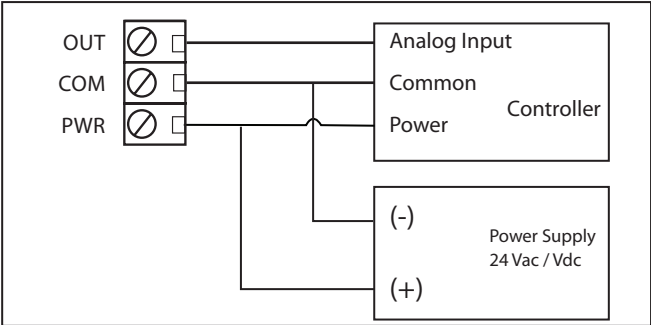 OUT
COM
PWR
Analog Input
Common
Controller
Power
(-)
Power Supply
24 Vac / Vdc
(+)